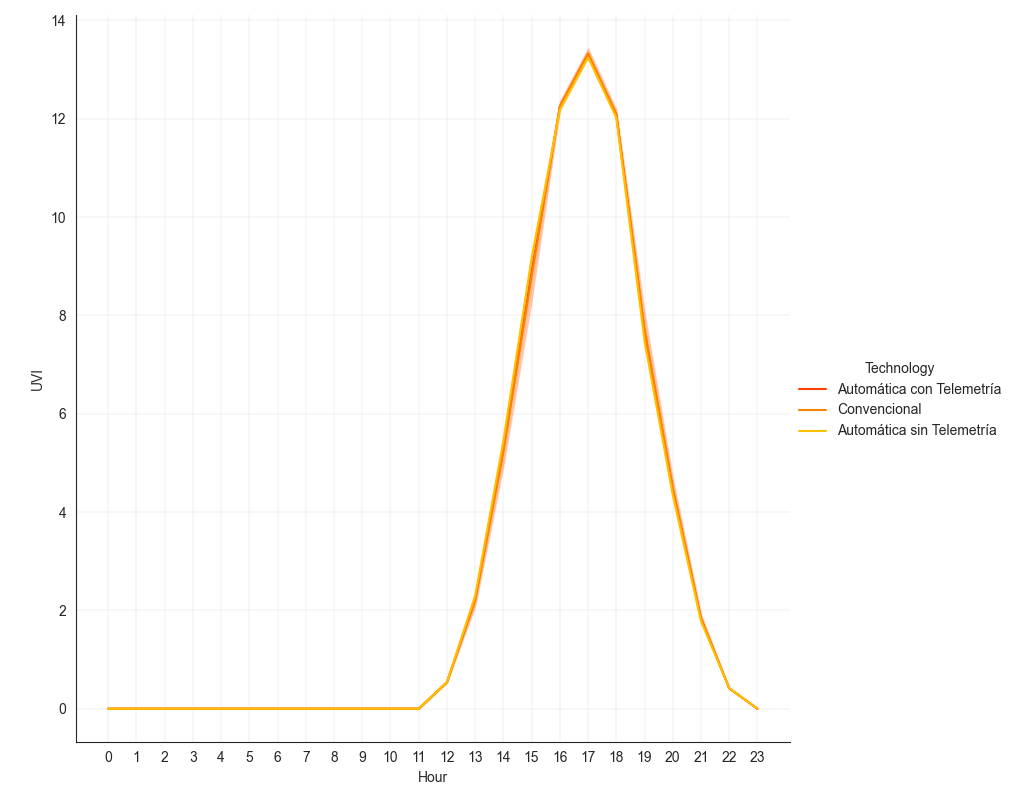 14
12
10
8
6
4
2
0
UVI
0 1 2 3 4 5 6 7 8 9 10 11 12 13 14 15 16 17 18 19 20 21 22 23
Hour
Technology
Automática con Telemetría
Convencional
Automática sin Telemetría